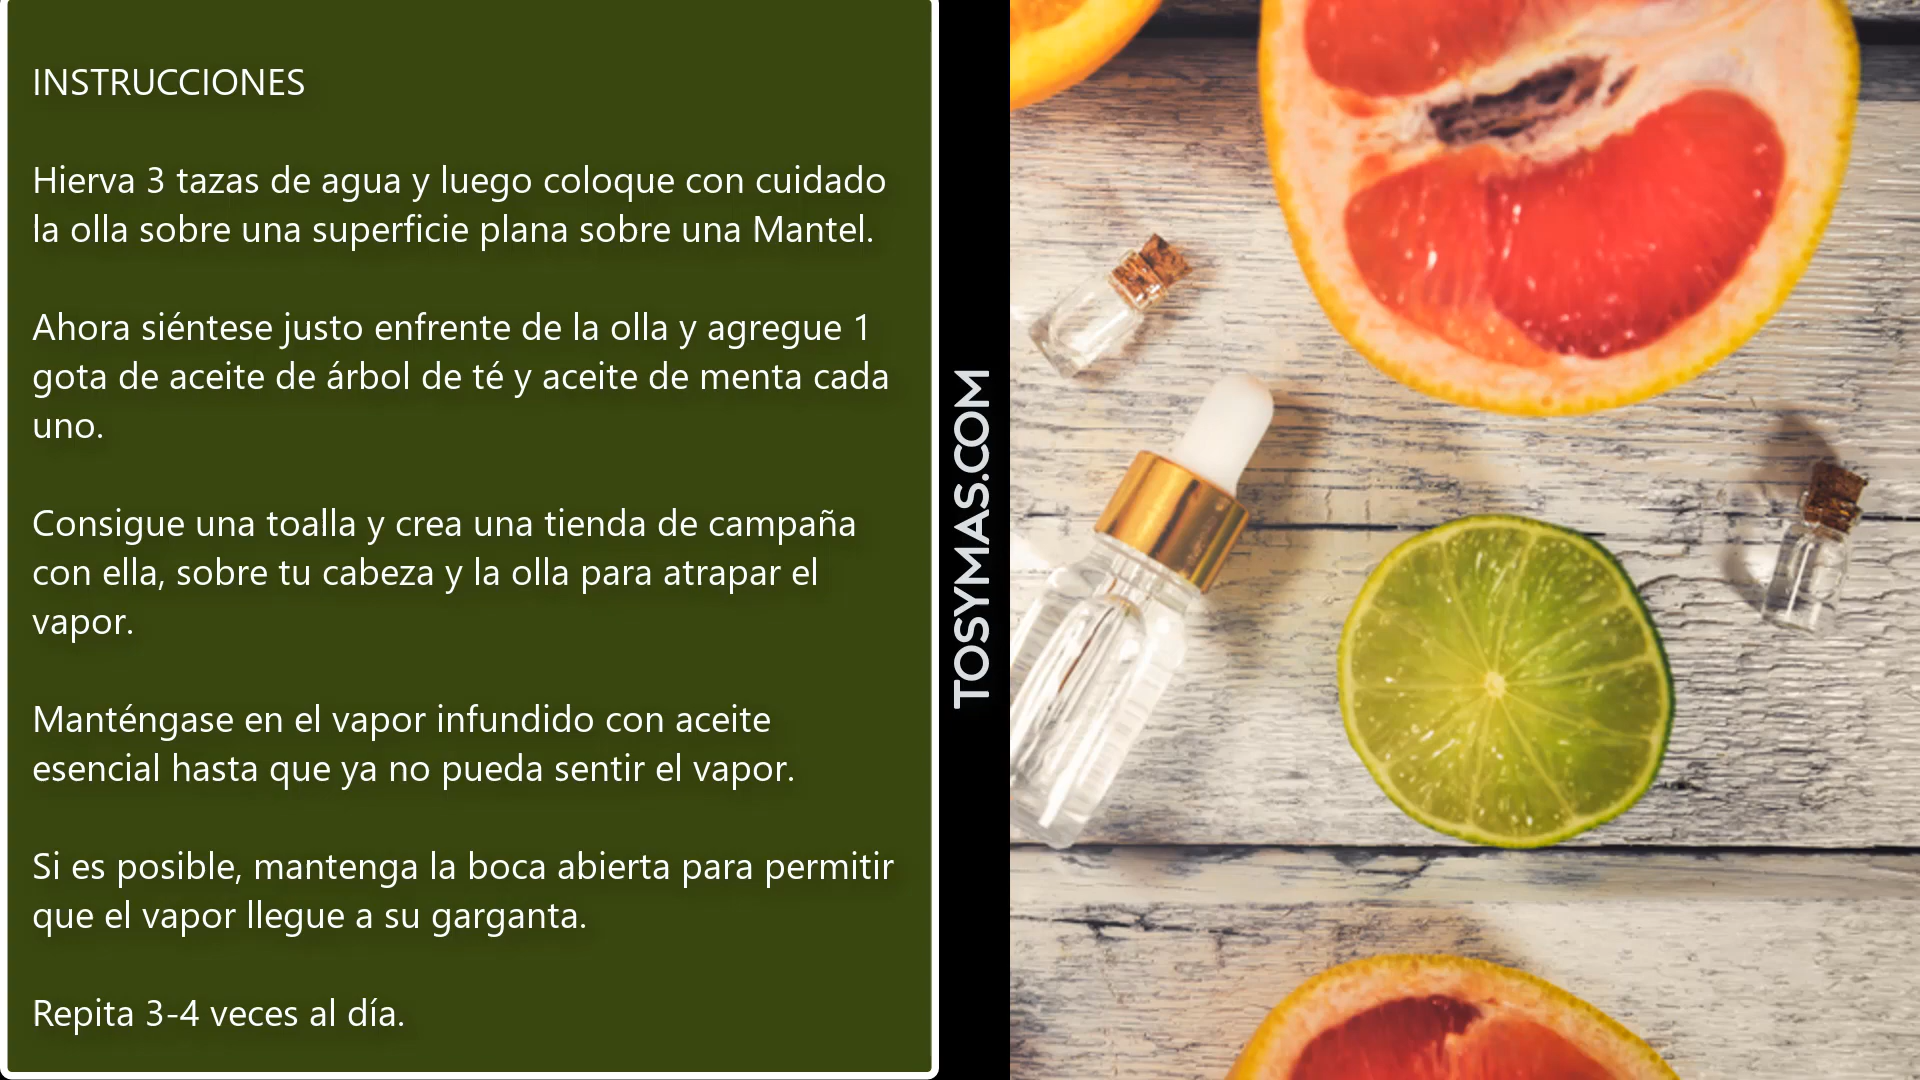 INSTRUCCIONES
Hierva 3 tazas de agua y luego coloque con cuidado
la olla sobre una superficie plana sobre una Mantel.
Ahora siéntese justo enfrente de la olla y agregue 1
gota de aceite de árbol de té y aceite de menta cada
uno.
Consigue una toalla y crea una tienda de campaña
con ella, sobre tu cabeza y la olla para atrapar el
vapor.
Manténgase en el vapor infundido con aceite
esencial hasta que ya no pueda sentir el vapor.
Si es posible, mantenga la boca abierta para permitir
que el vapor llegue a su garganta.
Repita 3-4 veces al día.
TOSYMAS.COM